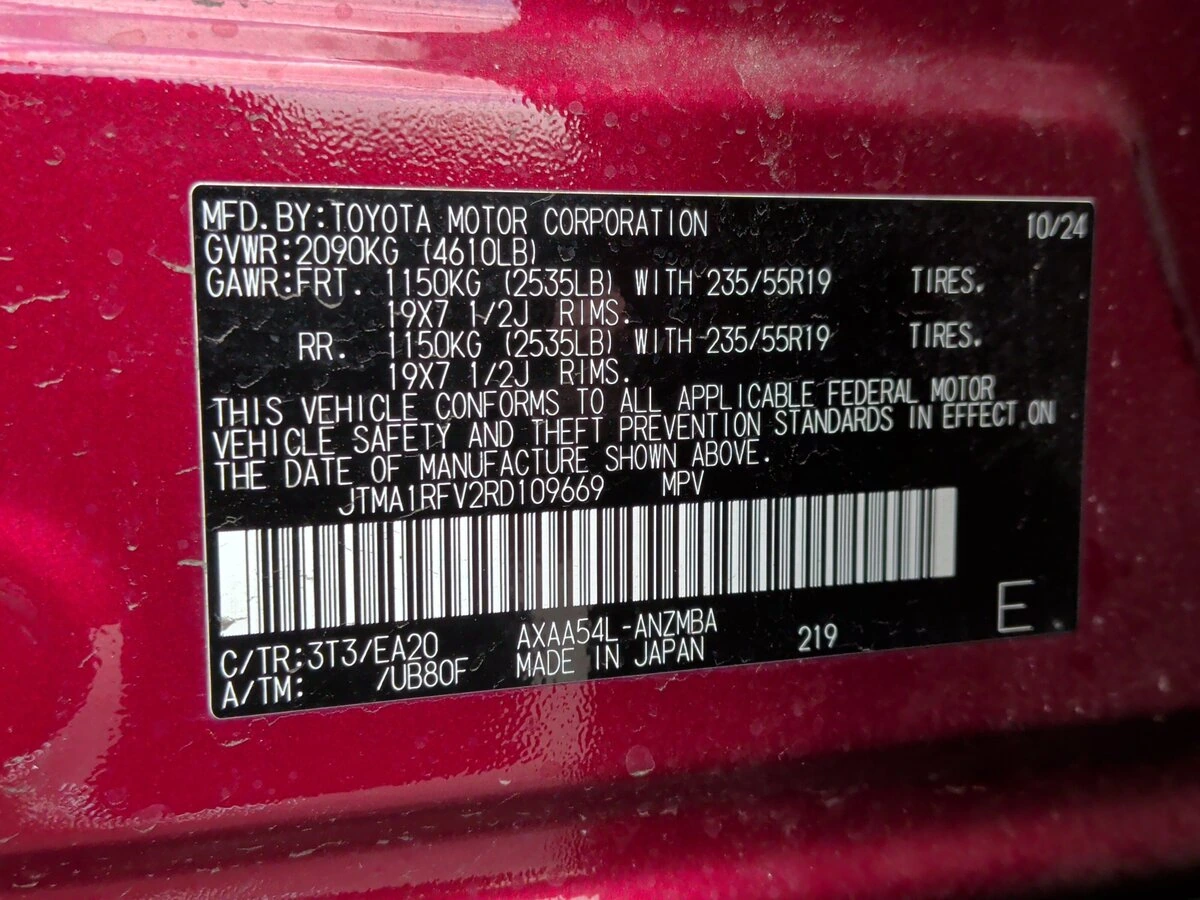 MFD.BY:TOYOTA MOTOR CORPORATION 10/24
GVWR:2090KG (4610LB)
GAWR:FRT. 1150KG (2535LB) WITH 235/55R19 TIRES.
19X7 1/2J RIMS.
RR. 1150KG (2535LB) WITH 235/55R19 TIRES.
19X7 1/2J RIMS.
THIS VEHICLE CONFORMS TO ALL APPLICABLE FEDERAL MOTOR
VEHICLE SAFETY AND THEFT PREVENTION STANDARDS IN EFFECT ON
THE DATE OF MANUFACTURE SHOWN ABOVE.
JTMA1RFV2RD109669 MPV
C/TR:3T3/EA20 AXAA54L-ANZMBA 219 E
A/TM: /UB80F MADE IN JAPAN